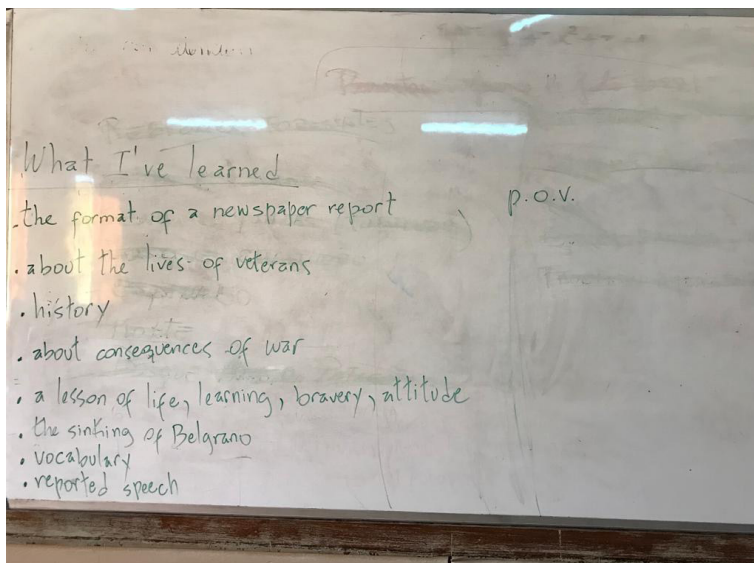 What I've learned
.the format of a newspaper report
p.o.v.
. about the lives of veterans
. history
. about consequences of war
. a lesson of life, learning, bravery, attitude
. the sinking of Belgrano
. vocabulary
. reported speech